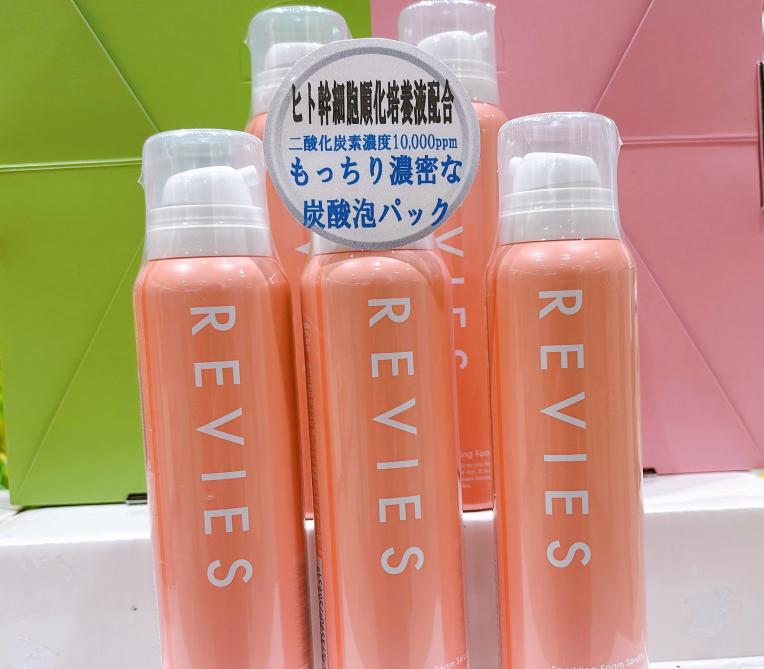 ヒト幹細胞順化培養液配合
二酸化炭素濃度10,000ppm
もっちり濃密な
炭酸泡パック
REVIES
REVIES
REVIES